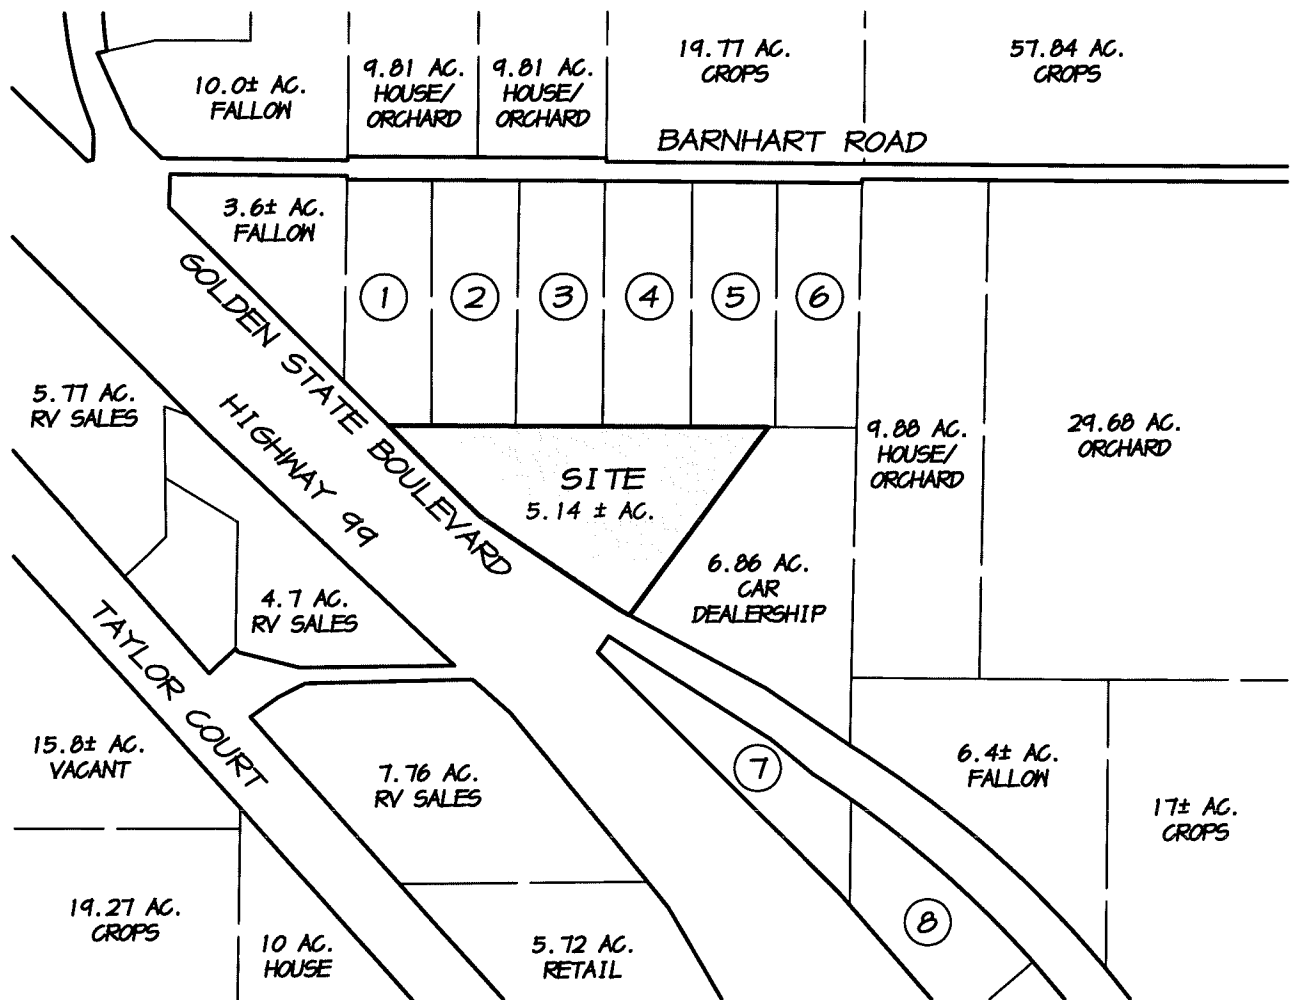 19.77 AC.
CROPS
57.84 AC.
CROPS
10.0± AC.
FALLOW
9.81 AC.
HOUSE/
ORCHARD
9.81 AC.
HOUSE/
ORCHARD
BARNHART ROAD
3.6± AC.
FALLOW
1
2
3
4
5
6
GOLDEN STATE BOULEVARD
HIGHWAY 99
5.77 AC.
RV SALES
SITE
5.14 ± AC.
9.88 AC.
HOUSE/
ORCHARD
29.68 AC.
ORCHARD
6.86 AC.
CAR
DEALERSHIP
4.7 AC.
RV SALES
TAYLOR COURT
15.8± AC.
VACANT
7.76 AC.
RV SALES
7
6.4± AC.
FALLOW
17± AC.
CROPS
19.27 AC.
CROPS
10 AC.
HOUSE
5.72 AC.
RETAIL
8